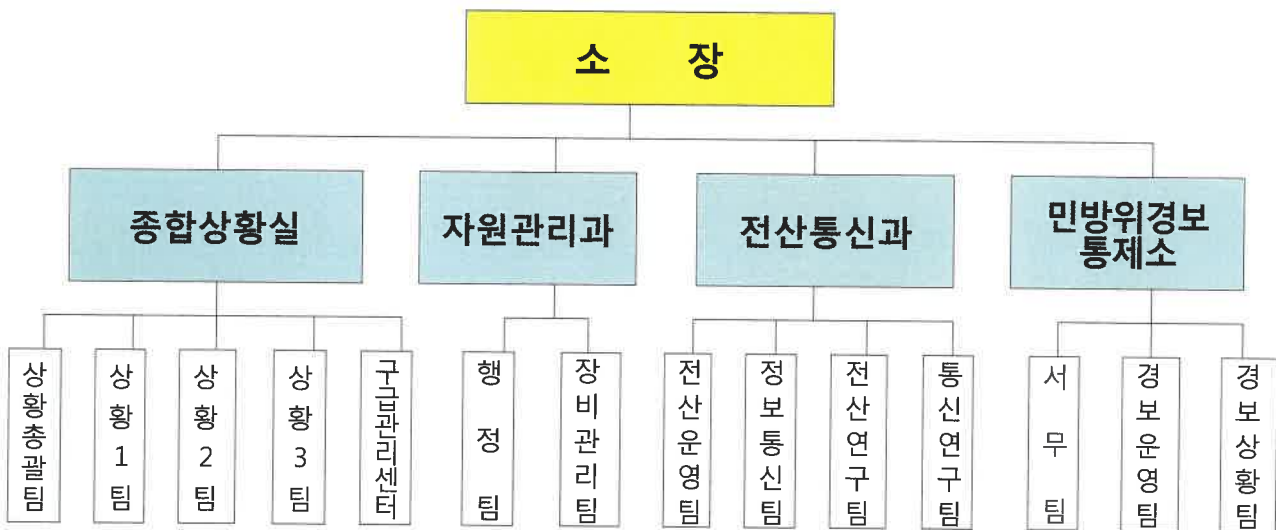 소 장
종합상황실
자원관리과
전산통신과
민방위경보
통제소
상황총괄팀
상황1팀
상황2팀
상황3팀
구급관리센터
행정팀
장비관리팀
전산운영팀
정보통신팀
전산연구팀
통신연구팀
서무팀
경보운영팀
경보상황팀